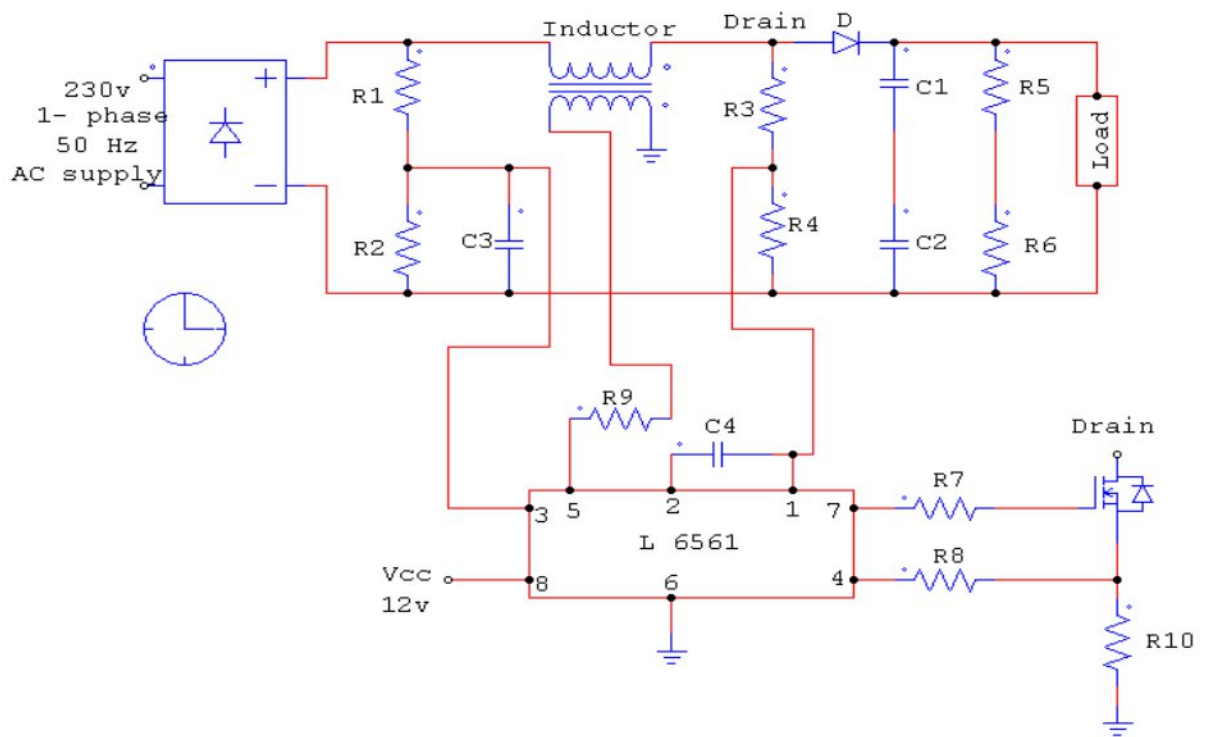 Inductor
Drain
D
+
230v
1- phase
50 Hz
AC supply
−
R1
R2
C3
R3
R4
C1
C2
R5
R6
Load
R9
C4
Drain
R7
R8
R10
3
5
2
1
7
L 6561
8
6
4
Vcc
12v